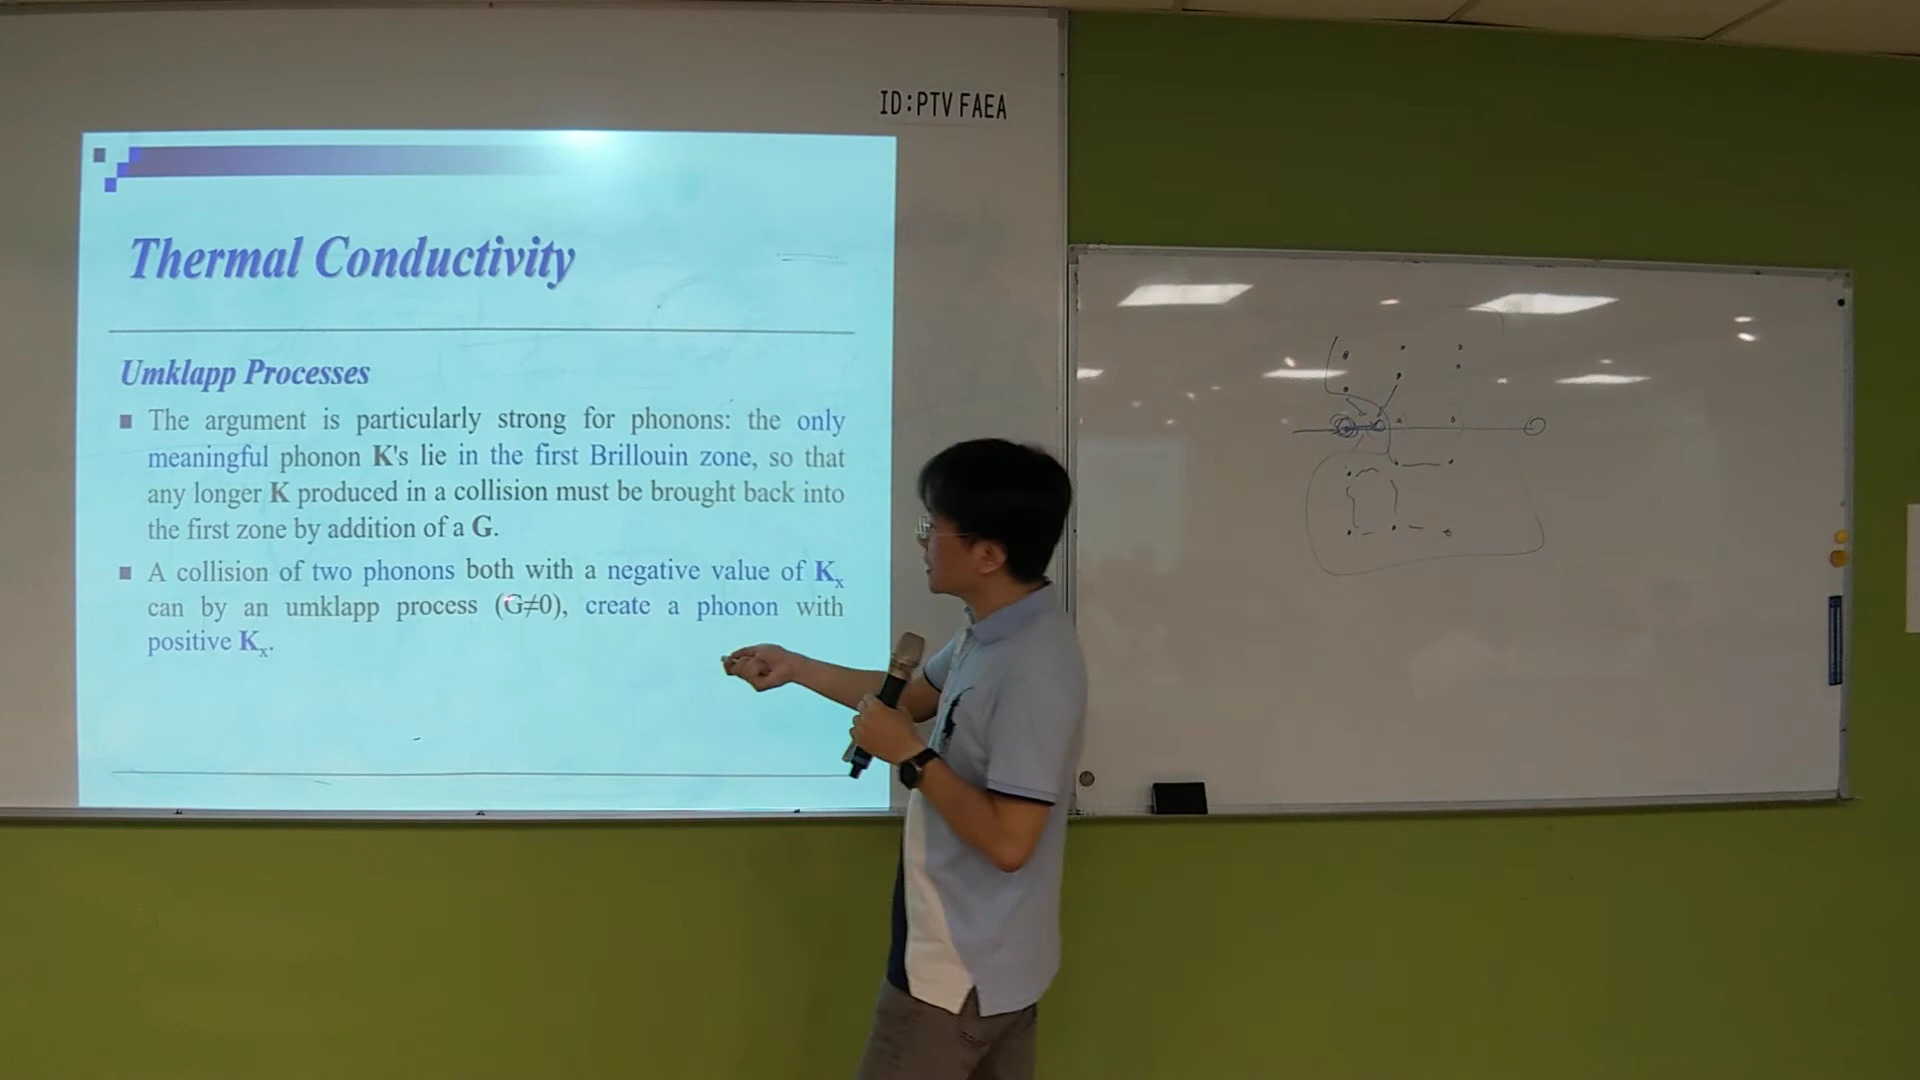 ID:PTV FAEA
Thermal Conductivity
Umklapp Processes
■ The argument is particularly strong for phonons: the only
meaningful phonon K's lie in the first Brillouin zone, so that
any longer K produced in a collision must be brought back into
the first zone by addition of a G.
■ A collision of two phonons both with a negative value of Kₓ
can by an umklapp process (G≠0), create a phonon with
positive Kₓ.